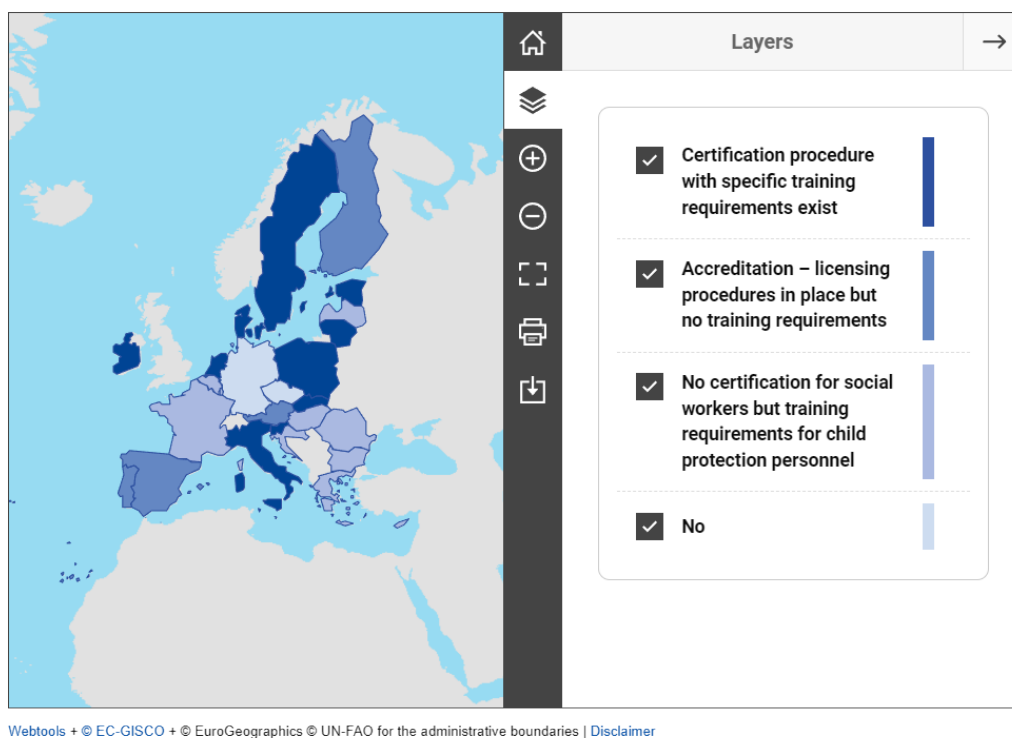 Layers
Certification procedure
with specific training
requirements exist
Accreditation – licensing
procedures in place but
no training requirements
No certification for social
workers but training
requirements for child
protection personnel
No
Webtools + © EC-GISCO + © EuroGeographics © UN-FAO for the administrative boundaries | Disclaimer